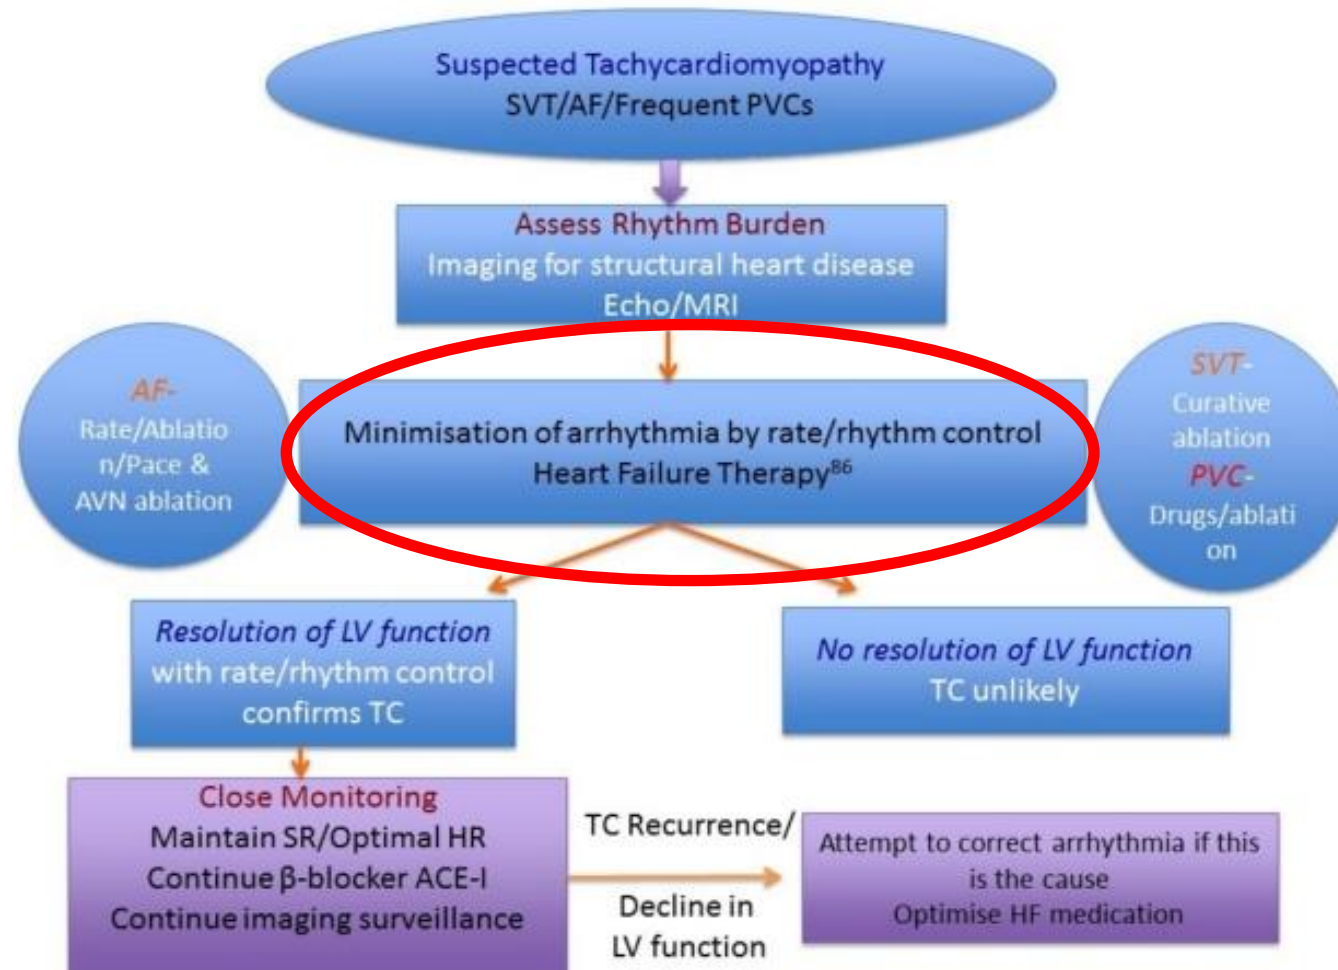 Suspected Tachycardiomyopathy
SVT/AF/Frequent PVCs
Assess Rhythm Burden
Imaging for structural heart disease
Echo/MRI
AF-
Rate/Ablatio
n/Pace &
AVN ablation
Minimisation of arrhythmia by rate/rhythm control
Heart Failure Therapy⁸⁶
SVT-
Curative
ablation
PVC-
Drugs/ablati
on
Resolution of LV function
with rate/rhythm control
confirms TC
No resolution of LV function
TC unlikely
Close Monitoring
Maintain SR/Optimal HR
Continue β-blocker ACE-I
Continue imaging surveillance
TC Recurrence/
Decline in
LV function
Attempt to correct arrhythmia if this
is the cause
Optimise HF medication